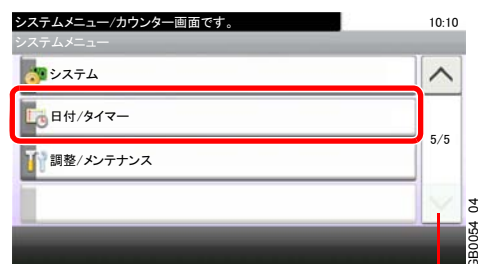 システムメニュー/カウンター画面です。
10:10
システムメニュー
システム
日付/タイマー
5/5
調整/メンテナンス
GB0054_04